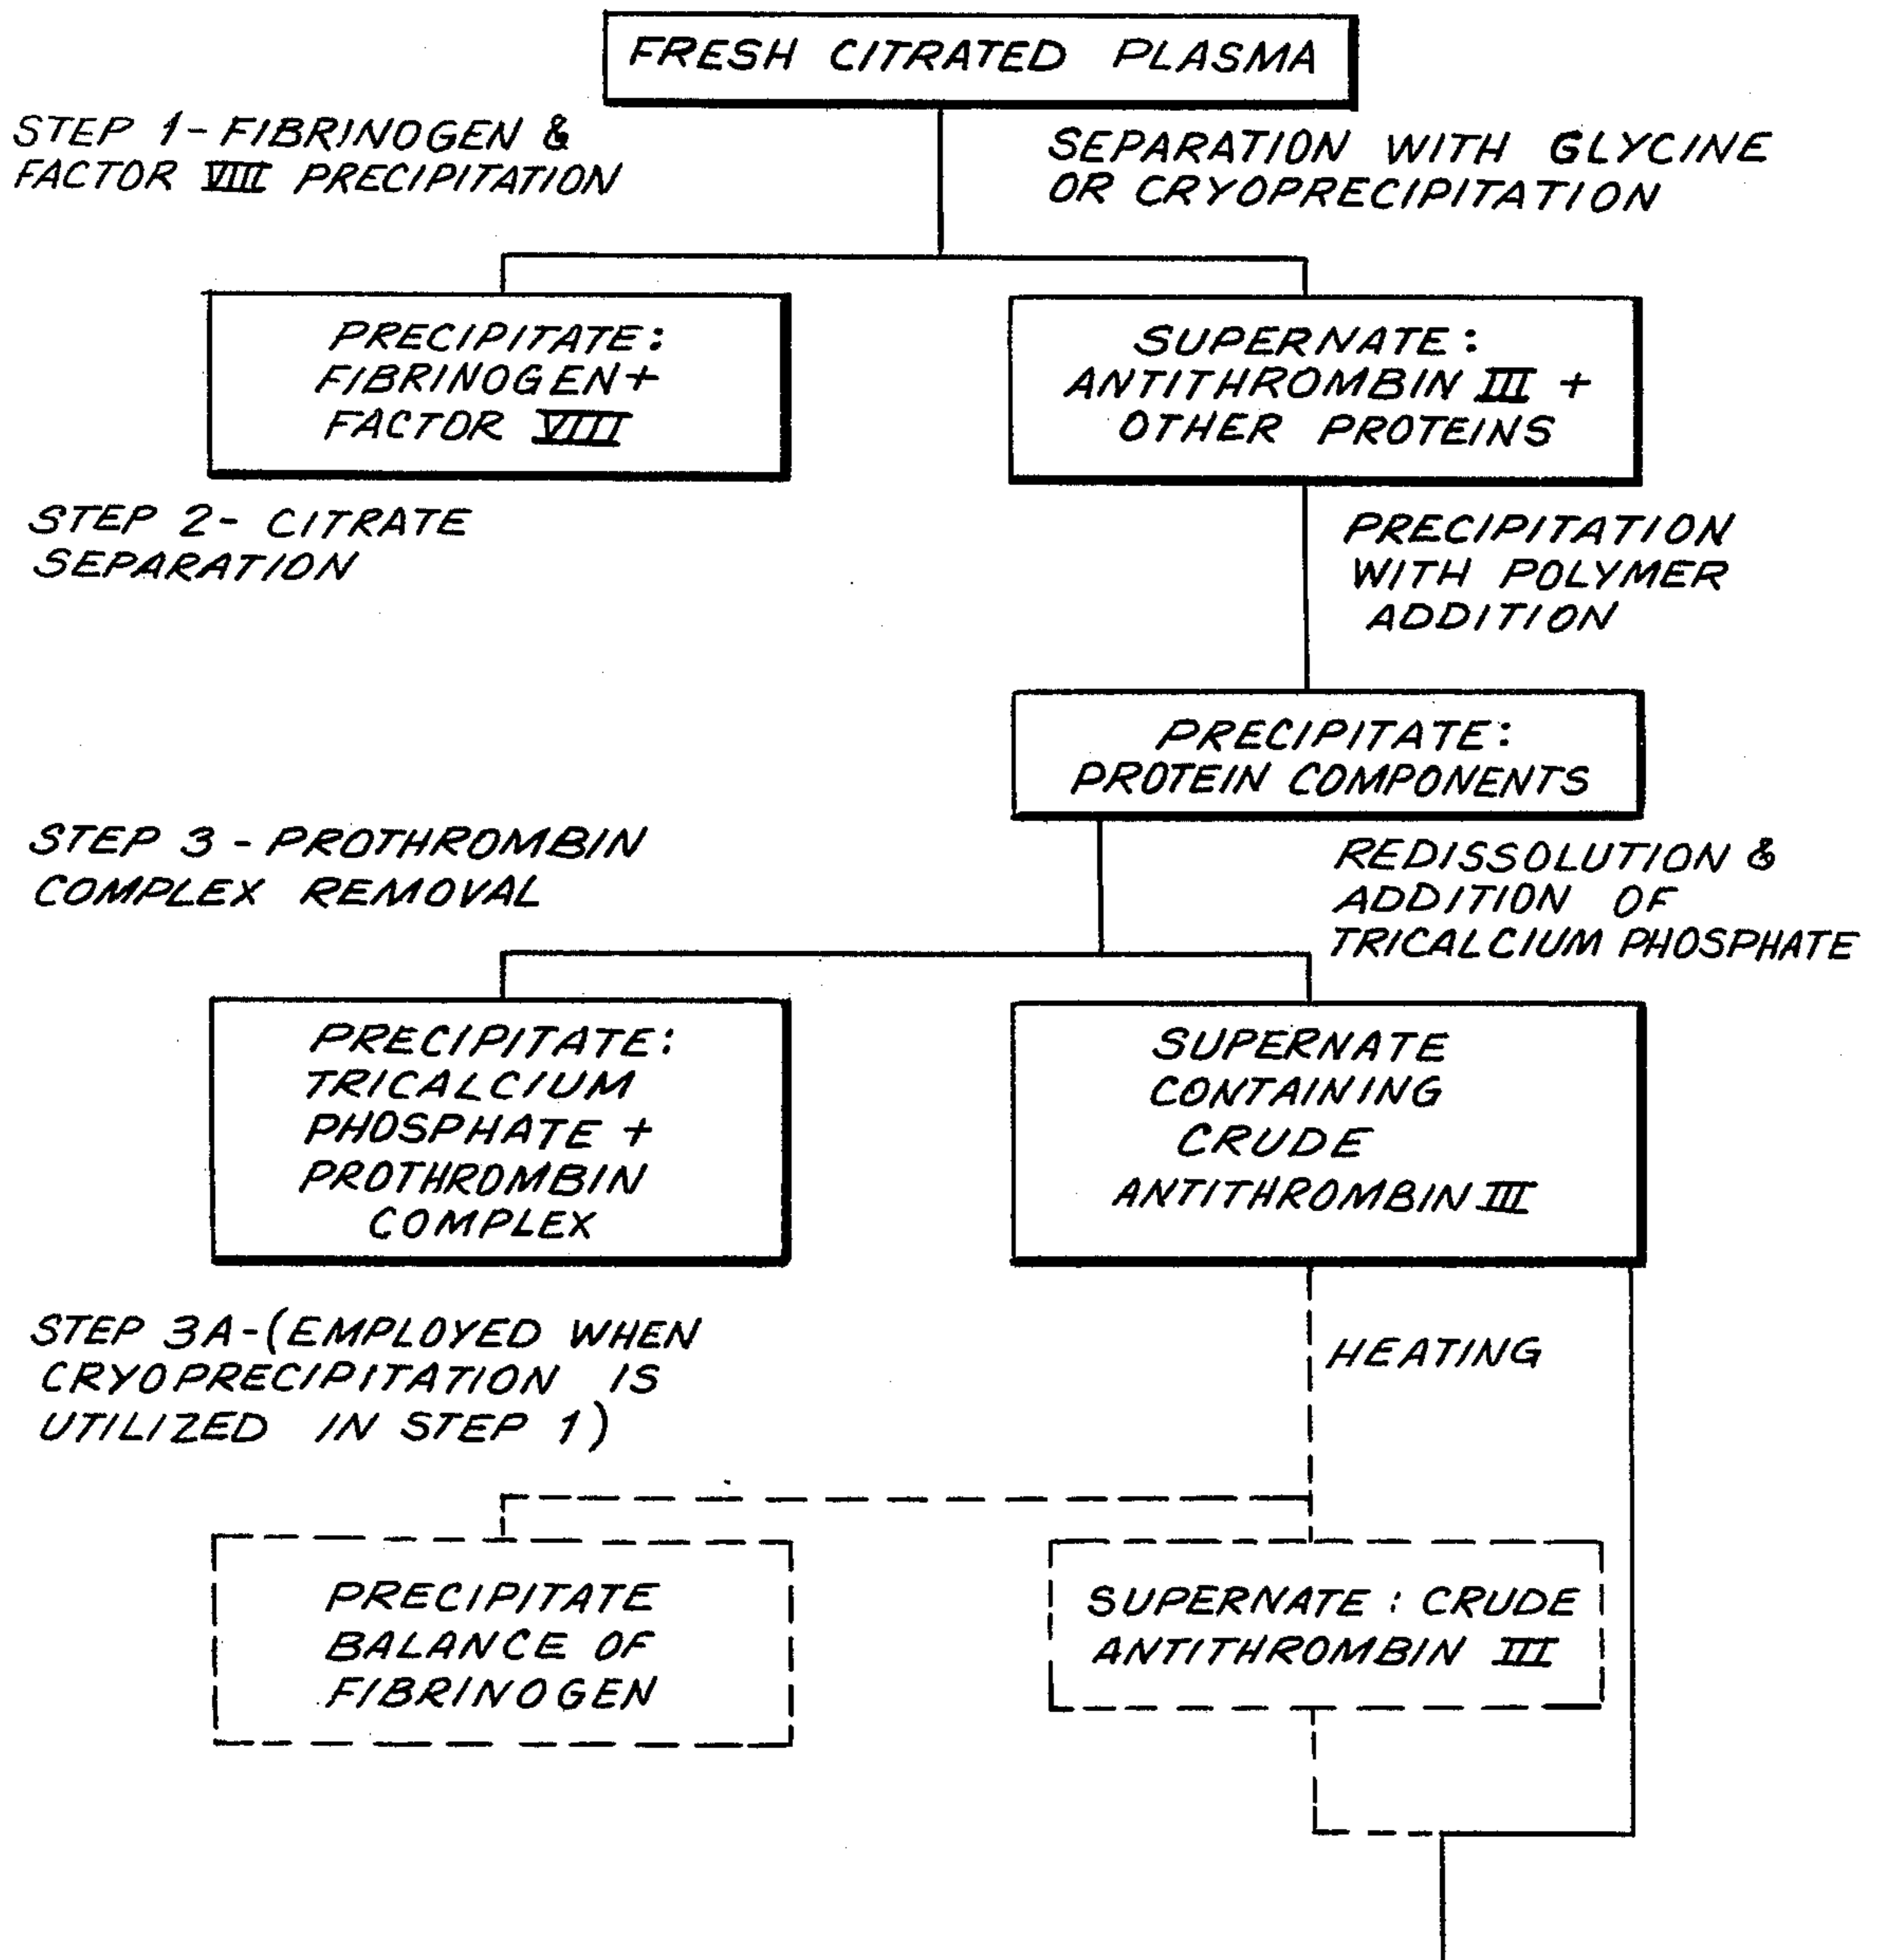 FRESH CITRATED PLASMA
STEP 1-FIBRINOGEN &
FACTOR VIII PRECIPITATION
SEPARATION WITH GLYCINE
OR CRYOPRECIPITATION
PRECIPITATE:
FIBRINOGEN+
FACTOR VIII
SUPERNATE:
ANTITHROMBIN III +
OTHER PROTEINS
STEP 2- CITRATE
SEPARATION
PRECIPITATION
WITH POLYMER
ADDITION
PRECIPITATE:
PROTEIN COMPONENTS
STEP 3 - PROTHROMBIN
COMPLEX REMOVAL
REDISSOLUTION &
ADDITION OF
TRICALCIUM PHOSPHATE
PRECIPITATE:
TRICALCIUM
PHOSPHATE +
PROTHROMBIN
COMPLEX
SUPERNATE
CONTAINING
CRUDE
ANTITHROMBIN III
STEP 3A-(EMPLOYED WHEN
CRYOPRECIPITATION IS
UTILIZED IN STEP 1)
HEATING
PRECIPITATE
BALANCE OF
FIBRINOGEN
SUPERNATE : CRUDE
ANTITHROMBIN III